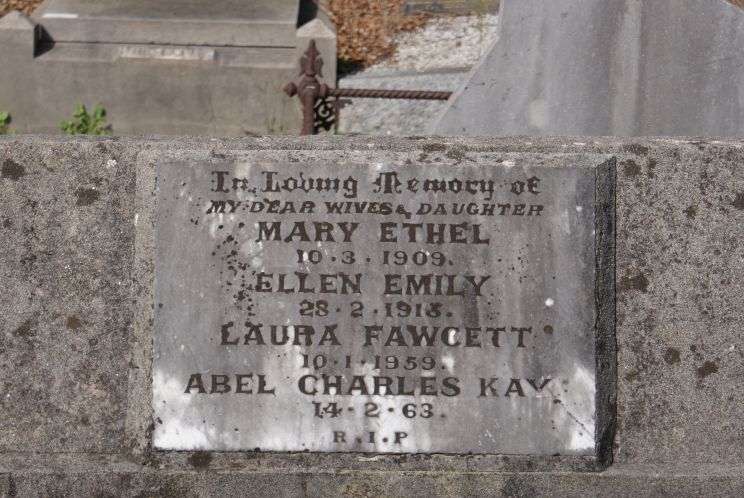 In Loving Memory of
MY DEAR WIVES & DAUGHTER
MARY ETHEL
10·3·1909.
ELLEN EMILY
28·2·1913.
LAURA FAWCETT
10·1·1959.
ABEL CHARLES KAY
14·2·63.
R.I.P